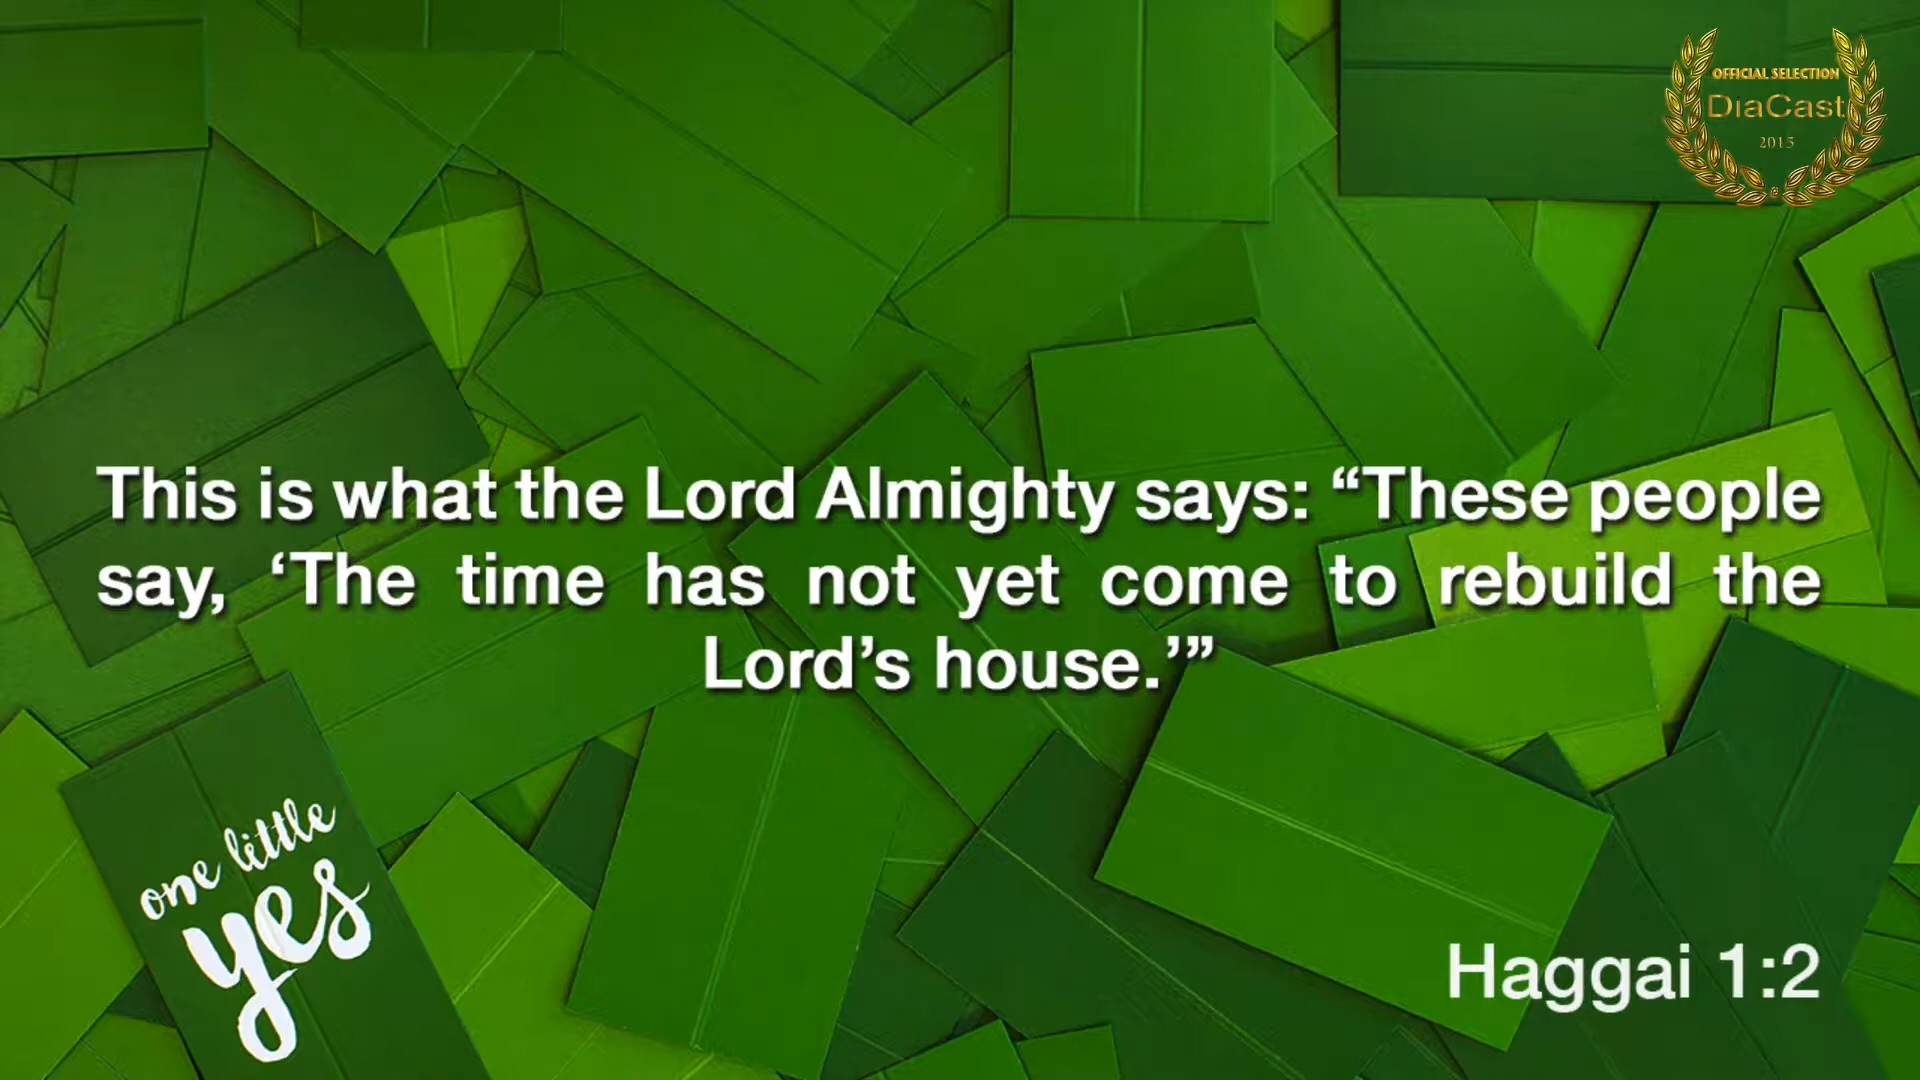 OFFICIAL SELECTION
DiaCast
2015
This is what the Lord Almighty says: “These people
say, ‘The time has not yet come to rebuild the
Lord’s house.’”
one little
yes
Haggai 1:2